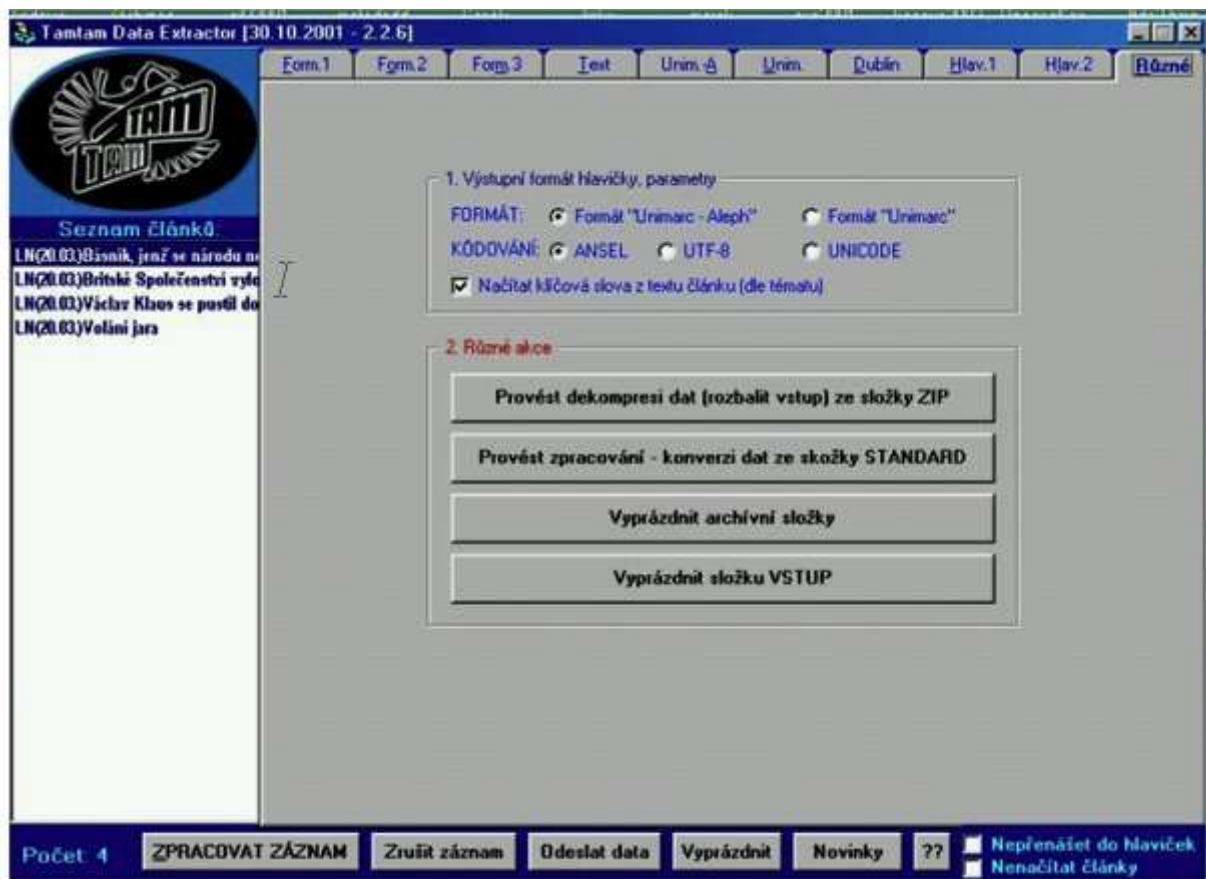 Tamtam Data Extractor [30.10.2001 - 2.2.6]
TAM
TAM
Form.1 Form.2 Form.3 Text Unim.-A Unim. Dublin Hlav.1 Hlav.2 Různé
Seznam článků
LN(20.03.)Básník, jenž se národu
LN(20.03.)Britské Společenství vylo
LN(20.03.)Václav Klaus se pustil do
LN(20.03.)Voláni jara
1. Výstupní formát hlavičky, parametry
FORMÁT: Formát "Unimarc - Aleph" Formát "Unimarc"
KÓDOVÁNÍ: ANSEL UTF-8 UNICODE
Načítat klíčová slova z textu článku (dle tématu)
2. Různé akce
Provést dekompresi dat (rozbalit vstup) ze složky ZIP
Provést zpracování - konverzi dat ze skožky STANDARD
Vyprázdnit archívní složky
Vyprázdnit složku VSTUP
Počet: 4 ZPRACOVAT ZÁZNAM Zrušit záznam Odeslat data Vyprázdnit Novinky ?? Nepřenášet do hlaviček
Nenačítat články